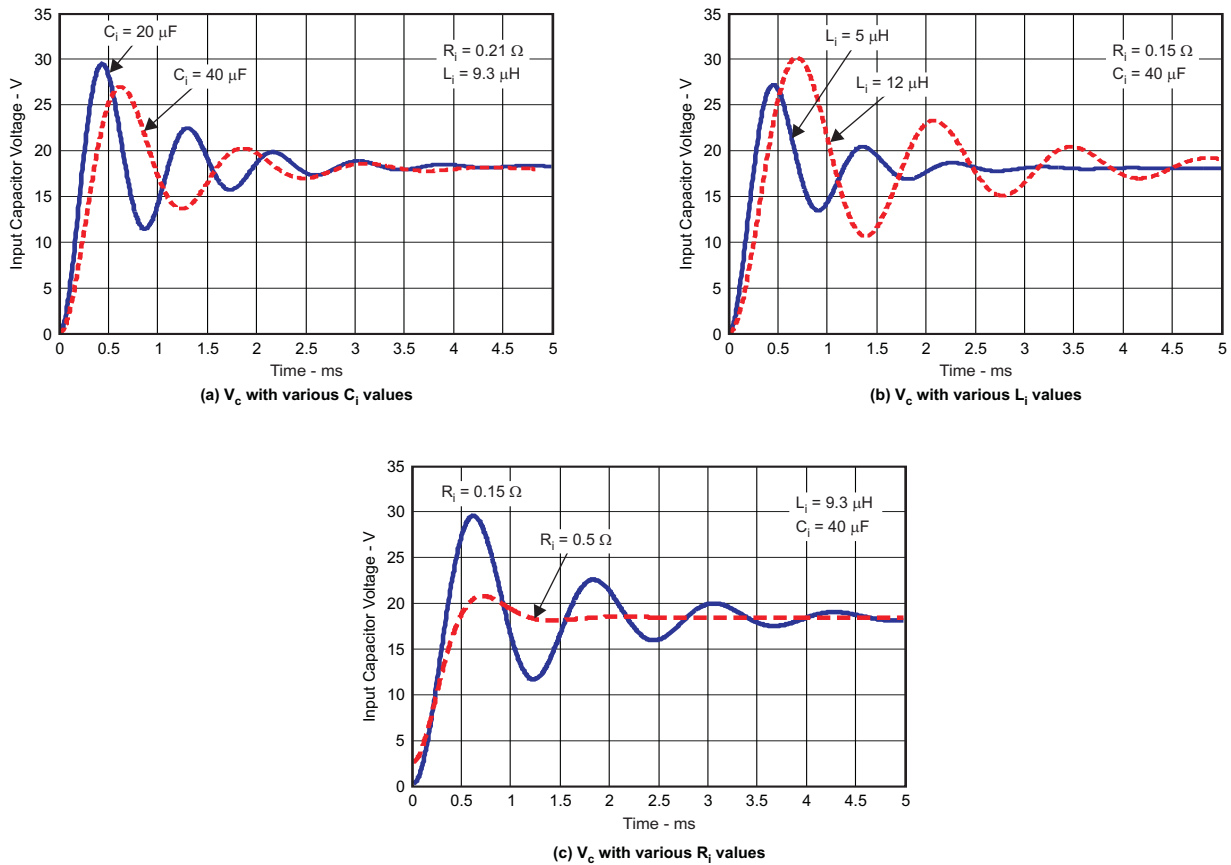 C_i = 20 μF
C_i = 40 μF
R_i = 0.21 Ω
L_i = 9.3 μH
Input Capacitor Voltage - V
35
30
25
20
15
10
5
0
0 0.5 1 1.5 2 2.5 3 3.5 4 4.5 5
Time - ms
(a) V_c with various C_i values
L_i = 5 μH
L_i = 12 μH
R_i = 0.15 Ω
C_i = 40 μF
Input Capacitor Voltage - V
35
30
25
20
15
10
5
0
0 0.5 1 1.5 2 2.5 3 3.5 4 4.5 5
Time - ms
(b) V_c with various L_i values
R_i = 0.15 Ω
R_i = 0.5 Ω
L_i = 9.3 μH
C_i = 40 μF
Input Capacitor Voltage - V
35
30
25
20
15
10
5
0
0 0.5 1 1.5 2 2.5 3 3.5 4 4.5 5
Time - ms
(c) V_c with various R_i values